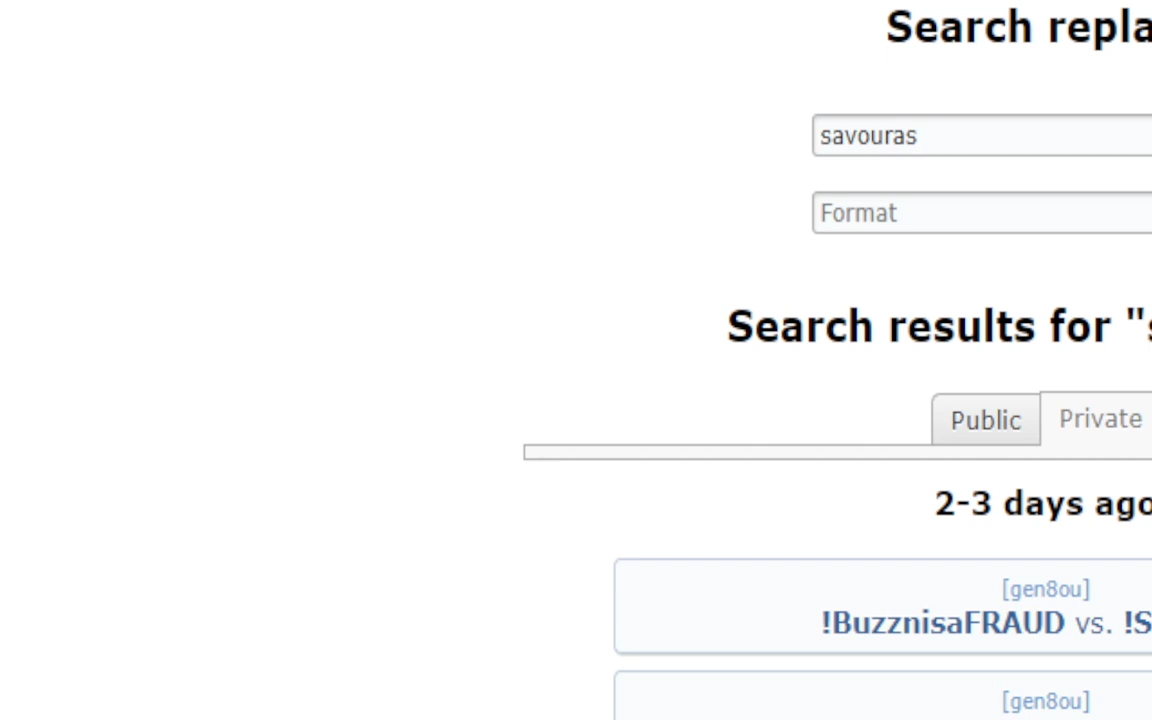 Search repla
savouras
Format
Search results for "s
Public Private
2-3 days ago
[gen8ou]
!BuzznisaFRAUD vs. !S
[gen8ou]